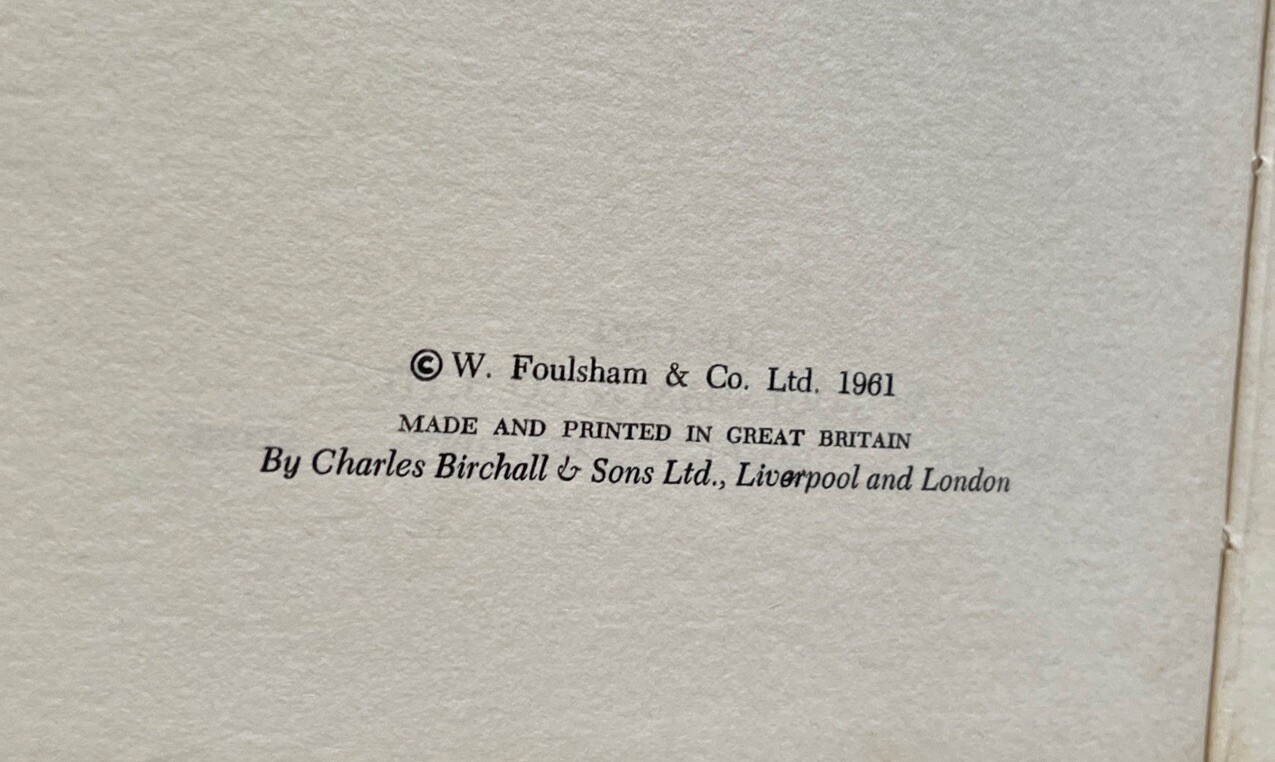 © W. Foulsham & Co. Ltd. 1961
MADE AND PRINTED IN GREAT BRITAIN
By Charles Birchall & Sons Ltd., Liverpool and London